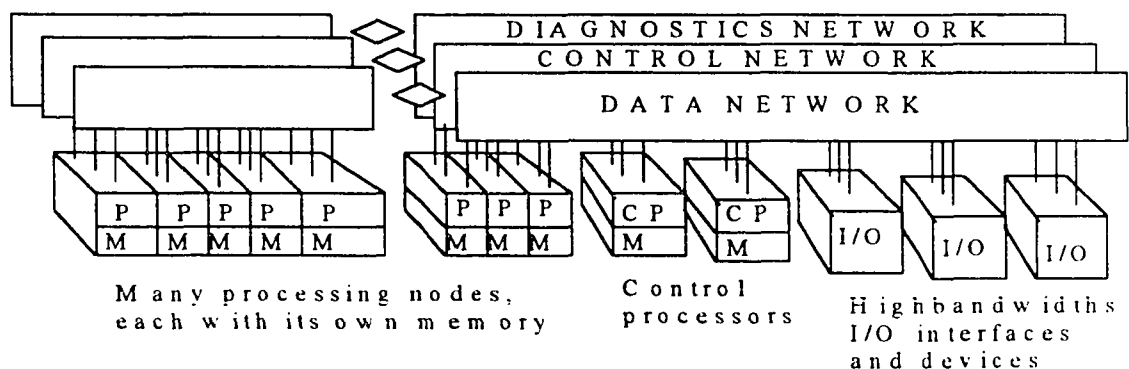 DIAGNOSTICS NETWORK
CONTROL NETWORK
DATA NETWORK
P P P P P P P P CP CP
M M M M M M M M M M
I/O I/O I/O
Many processing nodes,
each with its own memory
Control
processors
Highbandwidths
I/O interfaces
and devices